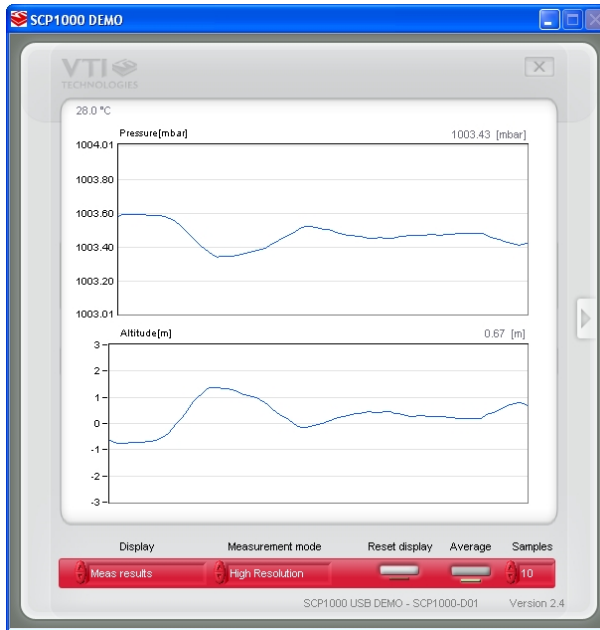 SCP1000 DEMO
VTI
TECHNOLOGIES
28.0 °C
Pressure[mbar]
1003.43 [mbar]
1004.01
1003.80
1003.60
1003.40
1003.20
1003.01
Altitude[m]
0.67 [m]
3
2
1
0
-1
-2
-3
Display
Measurement mode
Reset display
Average
Samples
Meas results
High Resolution
10
SCP1000 USB DEMO - SCP1000-D01
Version 2.4